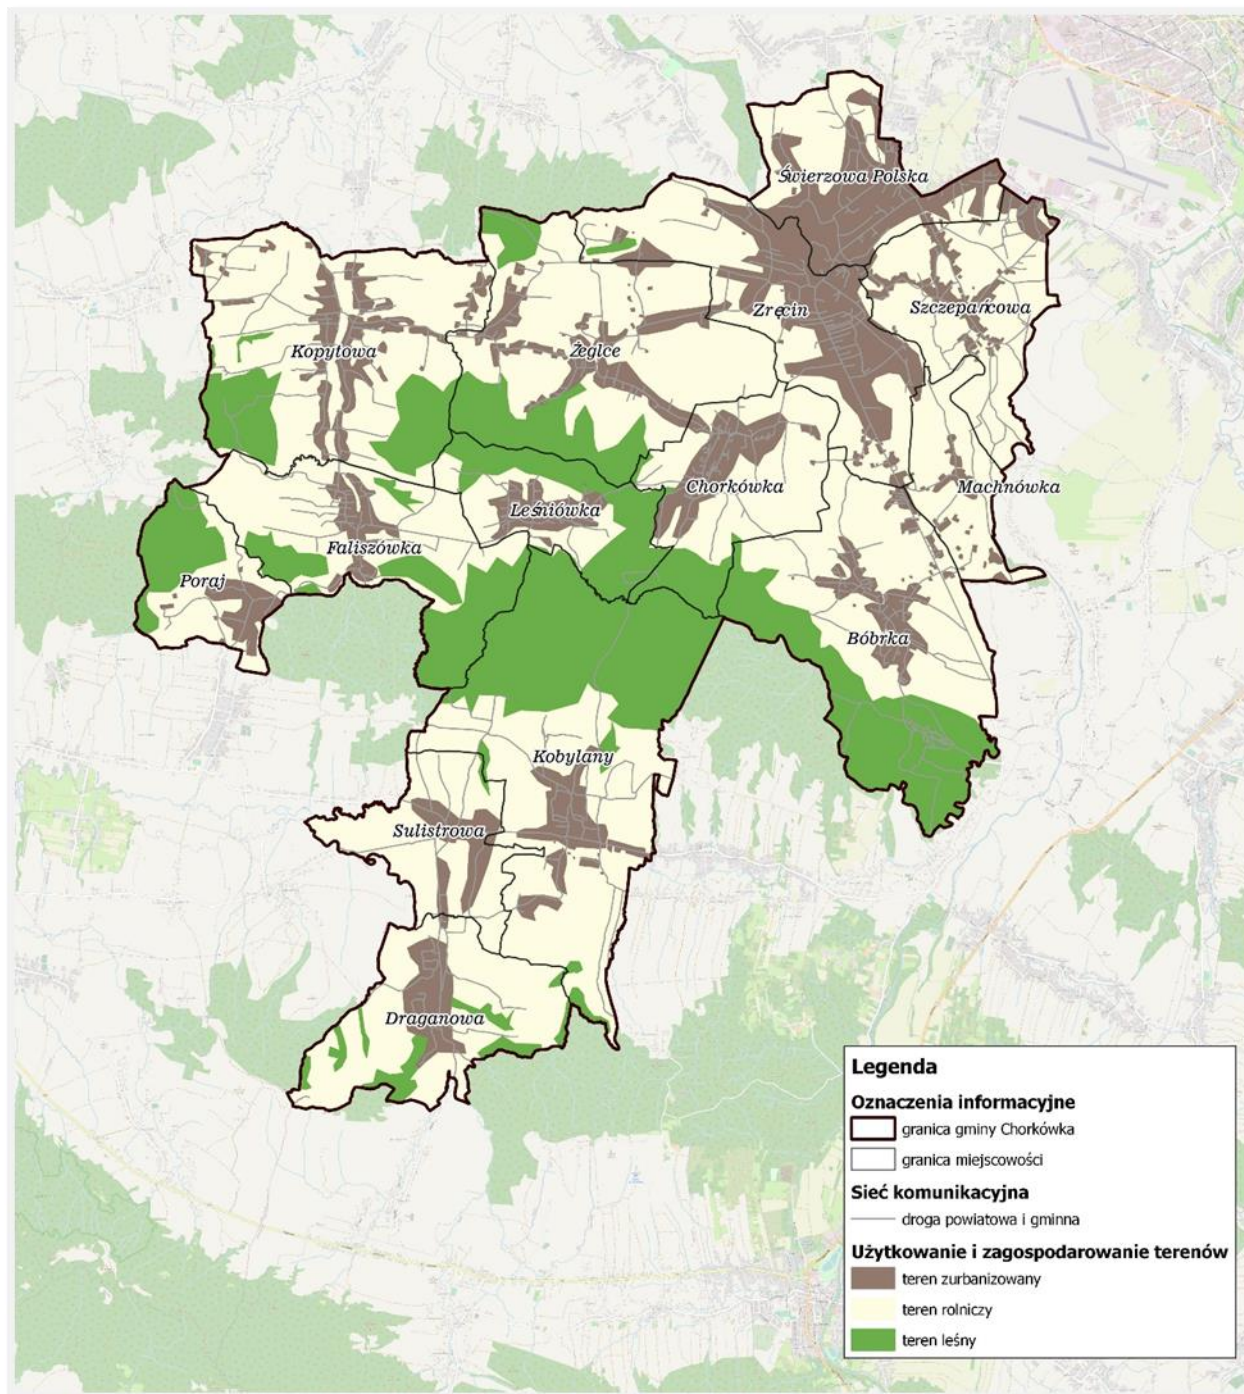 Świerzowa Polska
Szczepańcowa
Zręcin
Kopytowa
Żeglce
Chorkówka
Machnówka
Leśniówka
Faliszówka
Poraj
Bóbrka
Kobylany
Sulistrowa
Draganowa
Legenda
Oznaczenia informacyjne
granica gminy Chorkówka
granica miejscowości
Sieć komunikacyjna
droga powiatowa i gminna
Użytkowanie i zagospodarowanie terenów
teren zurbanizowany
teren rolniczy
teren leśny